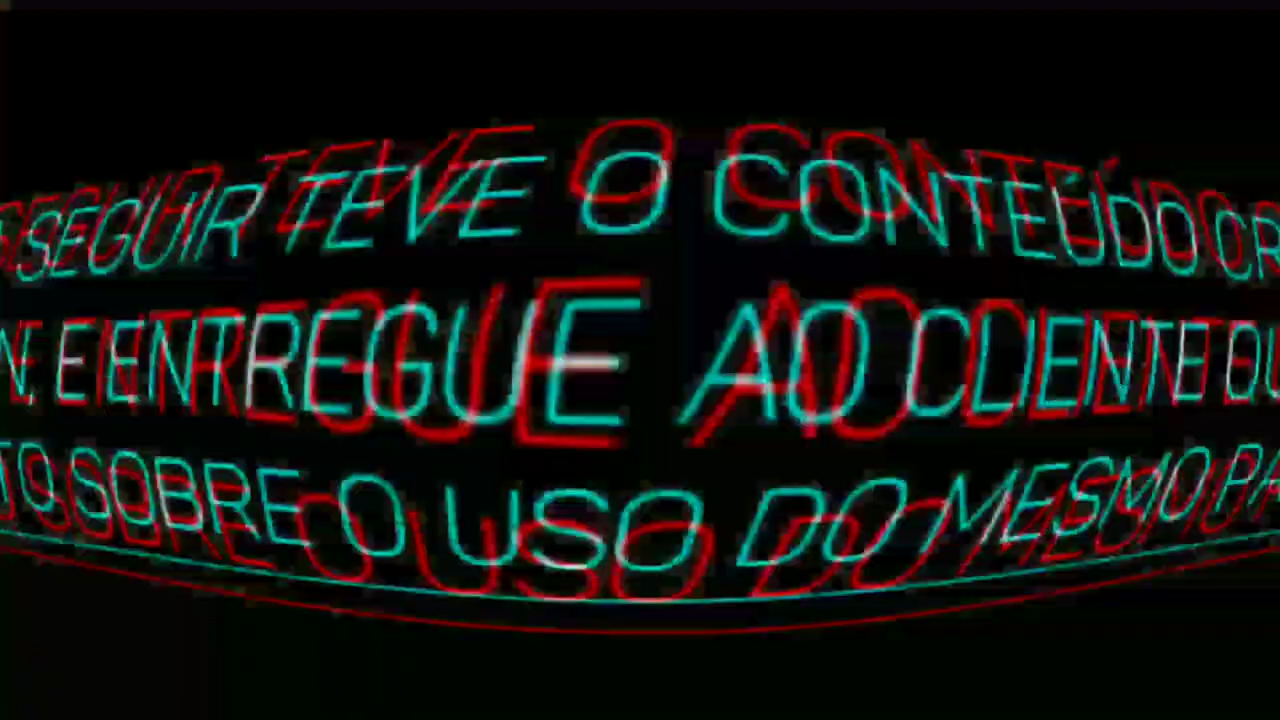 SEGUIR TEVE O CONTEÚDO
E ENTREGUE AO CLIENTE
SOBRE O USO DO MESMO